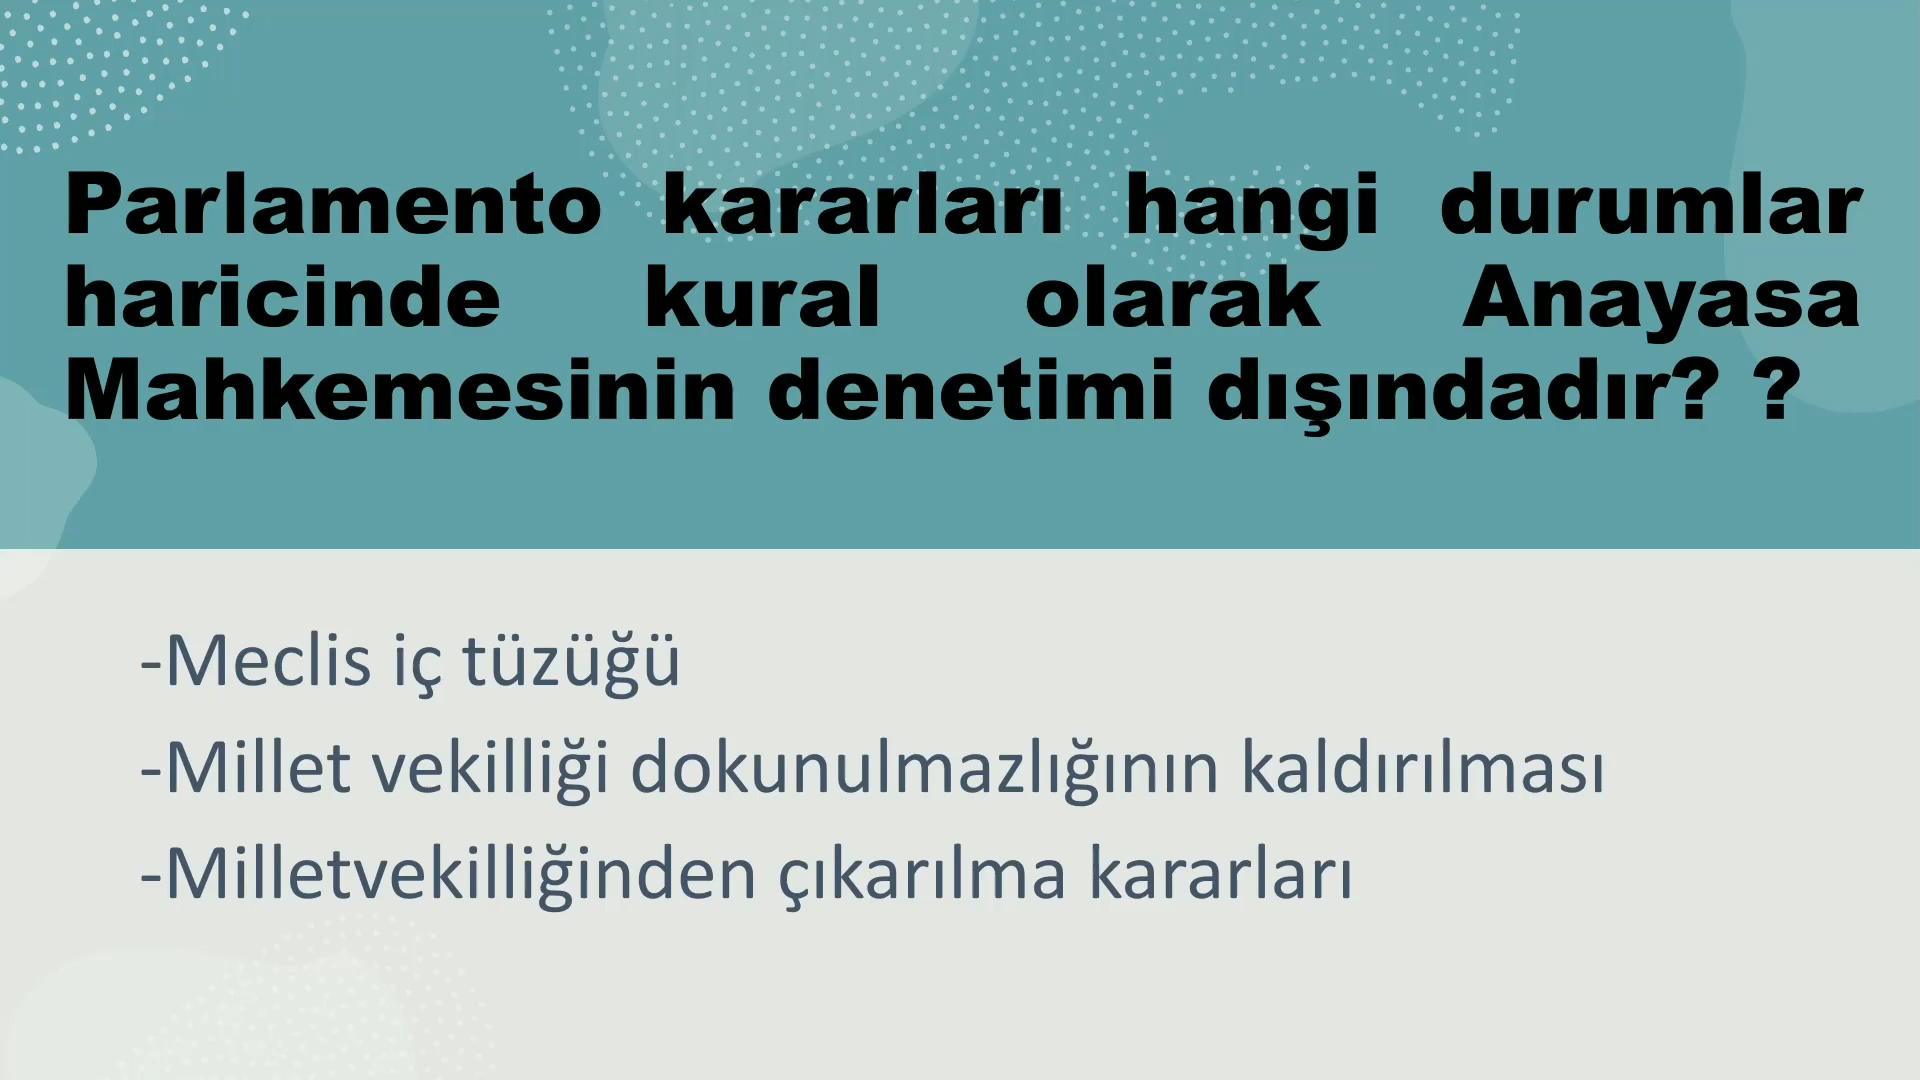 Parlamento kararları hangi durumlar
haricinde kural olarak Anayasa
Mahkemesinin denetimi dışındadır? ?
-Meclis iç tüzüğü
-Millet vekilliği dokunulmazlığının kaldırılması
-Milletvekilliğinden çıkarılma kararları